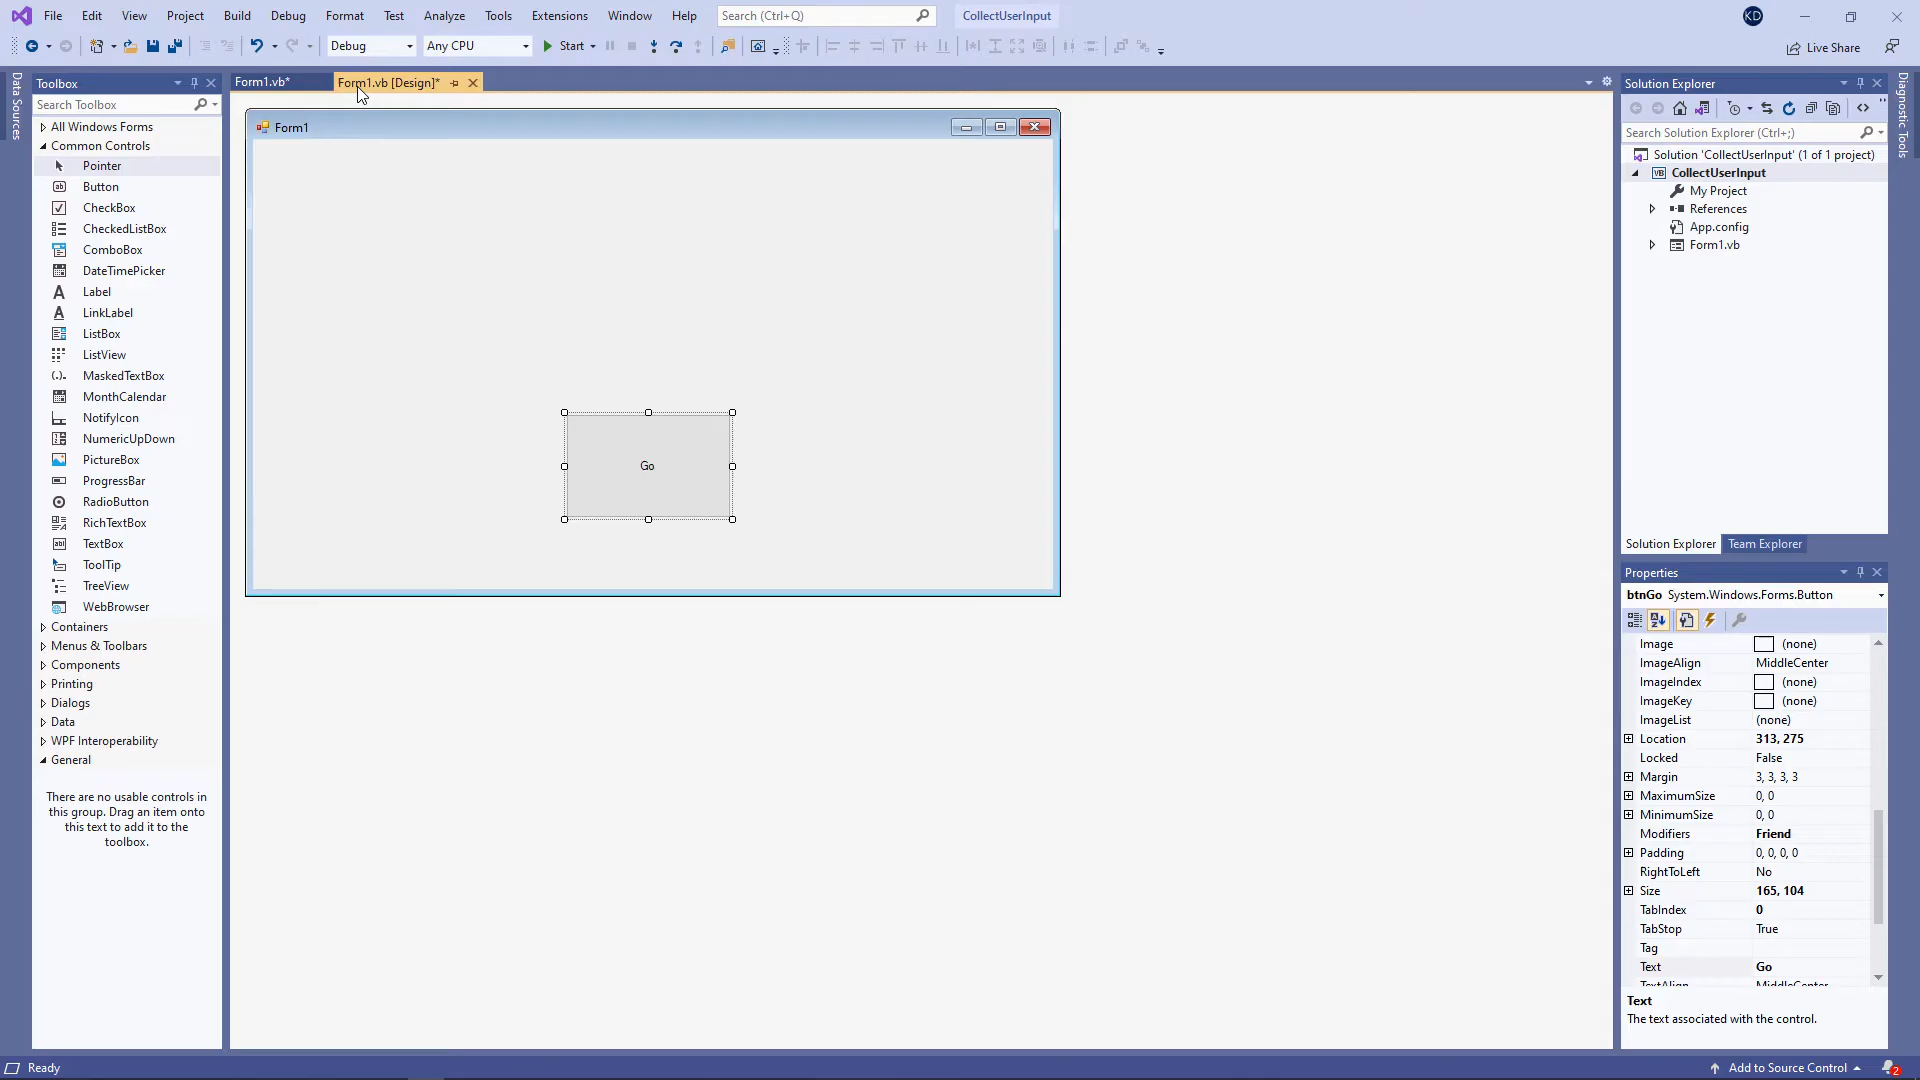 File Edit View Project Build Debug Format Test Analyze Tools Extensions Window Help Search (Ctrl+Q) CollectUserInput KD
Debug Any CPU Start Live Share
Data Sources
Toolbox
Search Toolbox
All Windows Forms
Common Controls
Pointer
Button
CheckBox
CheckedListBox
ComboBox
DateTimePicker
Label
LinkLabel
ListBox
ListView
MaskedTextBox
MonthCalendar
NotifyIcon
NumericUpDown
PictureBox
ProgressBar
RadioButton
RichTextBox
TextBox
ToolTip
TreeView
WebBrowser
Containers
Menus & Toolbars
Components
Printing
Dialogs
Data
WPF Interoperability
General
There are no usable controls in
this group. Drag an item onto
this text to add it to the
toolbox.
Form1.vb* Form1.vb [Design]*
Form1
Go
Solution Explorer
Search Solution Explorer (Ctrl+;)
Solution 'CollectUserInput' (1 of 1 project)
VB CollectUserInput
My Project
References
App.config
Form1.vb
Solution Explorer Team Explorer
Properties
btnGo System.Windows.Forms.Button
Image (none)
ImageAlign MiddleCenter
ImageIndex (none)
ImageKey (none)
ImageList (none)
Location 313, 275
Locked False
Margin 3, 3, 3, 3
MaximumSize 0, 0
MinimumSize 0, 0
Modifiers Friend
Padding 0, 0, 0, 0
RightToLeft No
Size 165, 104
TabIndex 0
TabStop True
Tag
Text Go
TextAlign MiddleCenter
Text
The text associated with the control.
Diagnostic Tools
Ready Add to Source Control 2